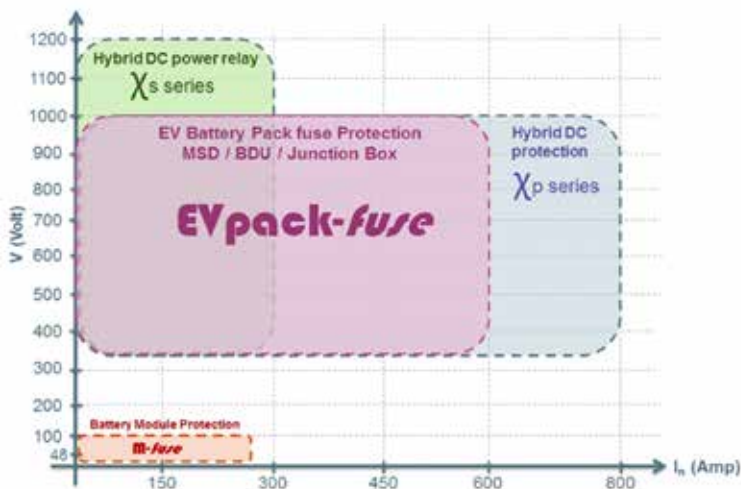 V (Volt)
1200
1100
1000
900
800
700
600
500
400
300
200
100
48
Hybrid DC power relay
χs series
EV Battery Pack fuse Protection
MSD / BDU / Junction Box
EVpack-fuse
Hybrid DC
protection
χp series
Battery Module Protection
M-fuse
150
300
450
600
800
Iₙ (Amp)